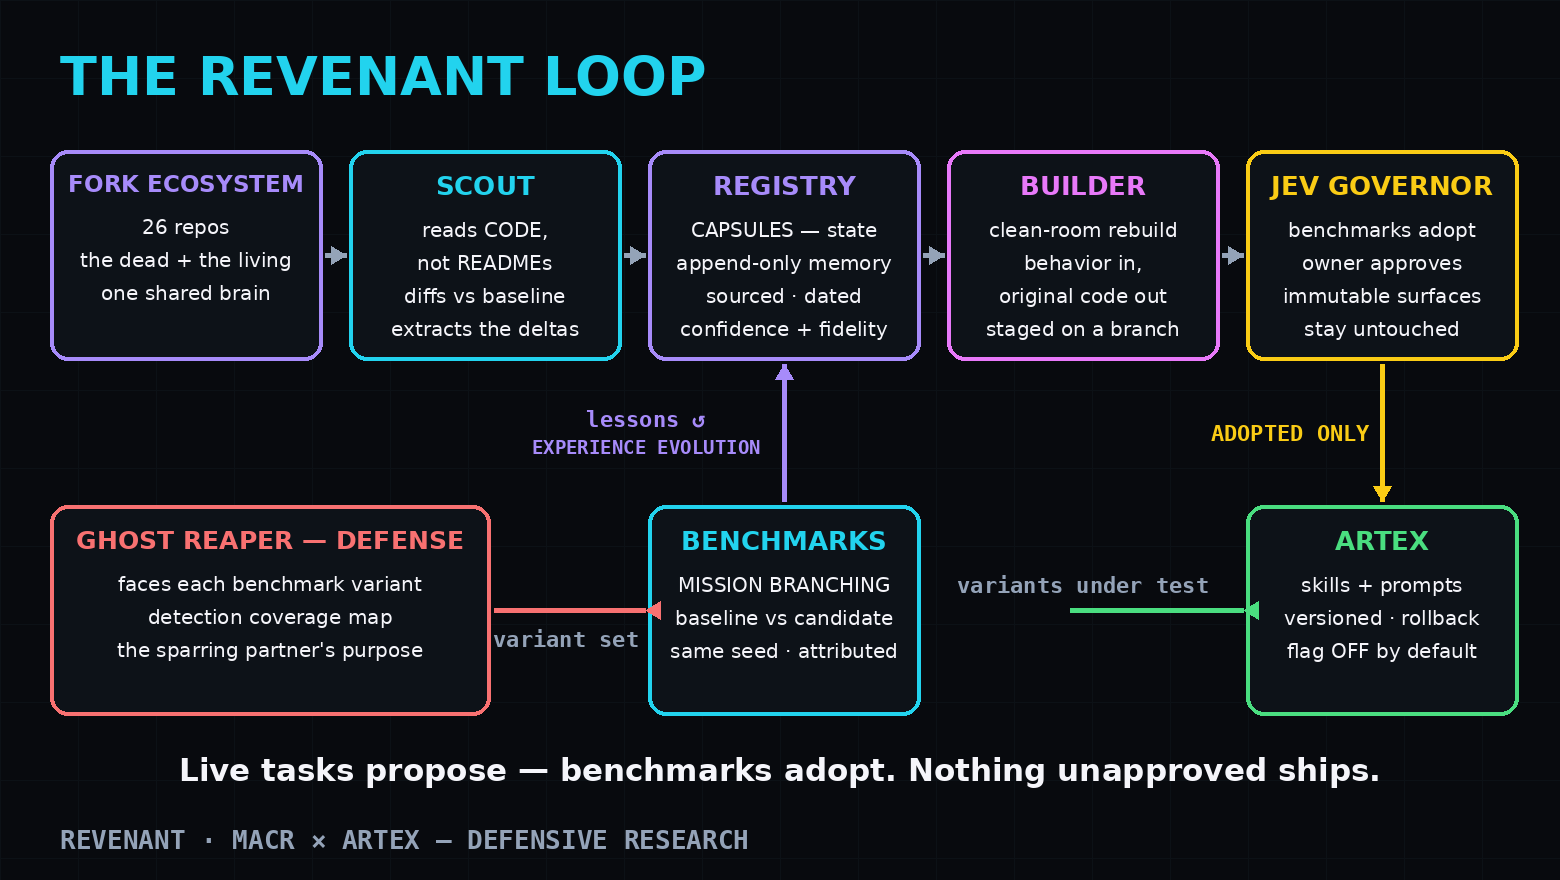 THE REVENANT LOOP
FORK ECOSYSTEM
26 repos
the dead + the living
one shared brain
SCOUT
reads CODE,
not READMEs
diffs vs baseline
extracts the deltas
REGISTRY
CAPSULES — state
append-only memory
sourced · dated
confidence + fidelity
BUILDER
clean-room rebuild
behavior in,
original code out
staged on a branch
JEV GOVERNOR
benchmarks adopt
owner approves
immutable surfaces
stay untouched
lessons ↺
EXPERIENCE EVOLUTION
ADOPTED ONLY
GHOST REAPER — DEFENSE
faces each benchmark variant
detection coverage map
the sparring partner's purpose
variant set
BENCHMARKS
MISSION BRANCHING
baseline vs candidate
same seed · attributed
variants under test
ARTEX
skills + prompts
versioned · rollback
flag OFF by default
Live tasks propose — benchmarks adopt. Nothing unapproved ships.
REVENANT · MACR × ARTEX — DEFENSIVE RESEARCH